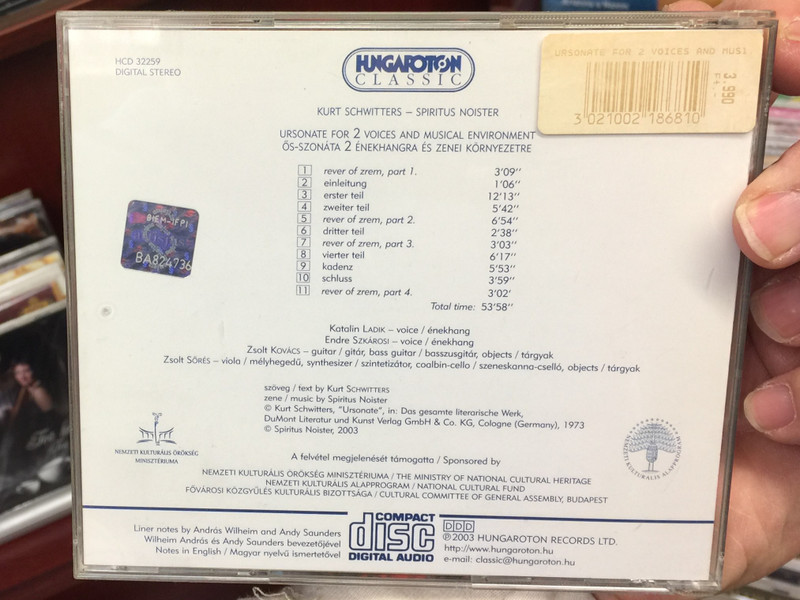 HCD 32259
DIGITAL STEREO
HUNGAROTON
CLASSIC
URSONATE FOR 2 VOICES AND MUSI
3.990
Ft.-
3 021002 186810
KURT SCHWITTERS – SPIRITUS NOISTER
URSONATE FOR 2 VOICES AND MUSICAL ENVIRONMENT
ŐS-SZONÁTA 2 ÉNEKHANGRA ÉS ZENEI KÖRNYEZETRE
1 rever of zrem, part 1. 3'09''
2 einleitung 1'06''
3 erster teil 12'13''
4 zweiter teil 5'42''
5 rever of zrem, part 2. 6'54''
6 dritter teil 2'38''
7 rever of zrem, part 3. 3'03''
8 vierter teil 6'17''
9 kadenz 5'53''
10 schluss 3'59''
11 rever of zrem, part 4. 3'02'
Total time: 53'58''
BIEM-IFPI
BA824736
Katalin LADIK – voice / énekhang
Endre SZKÁROSI – voice / énekhang
Zsolt KOVÁCS – guitar / gitár, bass guitar / basszusgitár, objects / tárgyak
Zsolt SŐRÉS – viola / mélyhegedű, synthesizer / szintetizátor, coalbin-cello / szeneskanna-cselló, objects / tárgyak
szöveg / text by Kurt SCHWITTERS
zene / music by Spiritus Noister
© Kurt Schwitters, "Ursonate", in: Das gesamte literarische Werk,
DuMont Literatur und Kunst Verlag GmbH & Co. KG, Cologne (Germany), 1973
© Spiritus Noister, 2003
NEMZETI KULTURÁLIS ÖRÖKSÉG
MINISZTÉRIUMA
NEMZETI KULTURÁLIS ALAPPROGRAM
A felvétel megjelenését támogatta / Sponsored by
NEMZETI KULTURÁLIS ÖRÖKSÉG MINISZTÉRIUMA / THE MINISTRY OF NATIONAL CULTURAL HERITAGE
NEMZETI KULTURÁLIS ALAPPROGRAM / NATIONAL CULTURAL FUND
FŐVÁROSI KÖZGYŰLÉS KULTURÁLIS BIZOTTSÁGA / CULTURAL COMMITTEE OF GENERAL ASSEMBLY, BUDAPEST
Liner notes by András Wilheim and Andy Saunders
Wilheim András és Andy Saunders bevezetőjével
Notes in English / Magyar nyelvű ismertetővel
COMPACT
disc
DIGITAL AUDIO
DDD
℗ 2003 HUNGAROTON RECORDS LTD.
http://www.hungaroton.hu
e-mail: classic@hungaroton.hu